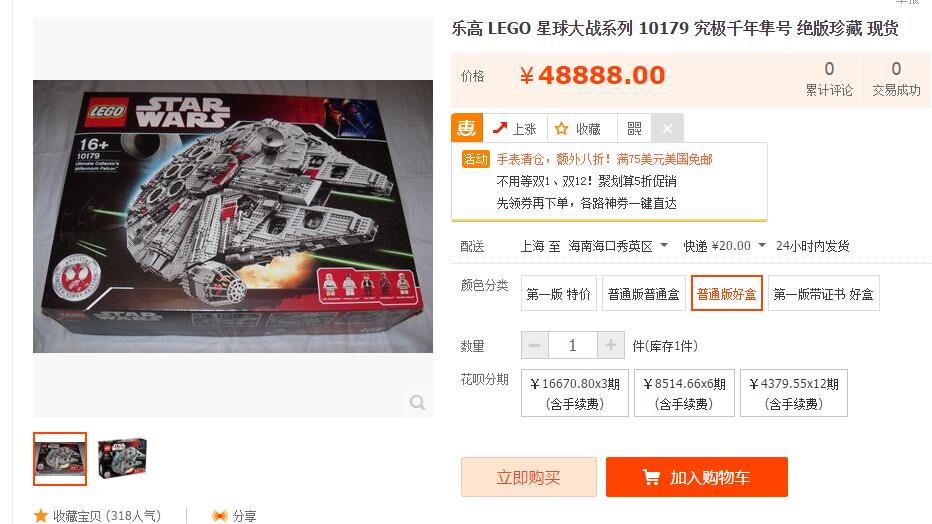 乐高 LEGO 星球大战系列 10179 究极千年隼号 绝版珍藏 现货
价格
￥48888.00
0
累计评论
0
交易成功
惠
上涨
收藏
活动 手表清仓，额外八折！满75美元美国免邮
不用等双1、双12！聚划算5折促销
先领券再下单，各路神券一键直达
配送
上海 至 海南海口秀英区
快递 ¥20.00
24小时内发货
颜色分类
第一版 特价
普通版普通盒
普通版好盒
第一版带证书 好盒
数量
− 1 +
件(库存1件)
花呗分期
￥16670.80x3期
(含手续费)
￥8514.66x6期
(含手续费)
￥4379.55x12期
(含手续费)
立即购买
加入购物车
LEGO
STAR
WARS
16+
10179
Ultimate Collector's
Millennium Falcon
STAR WARS
收藏宝贝 (318人气)
分享